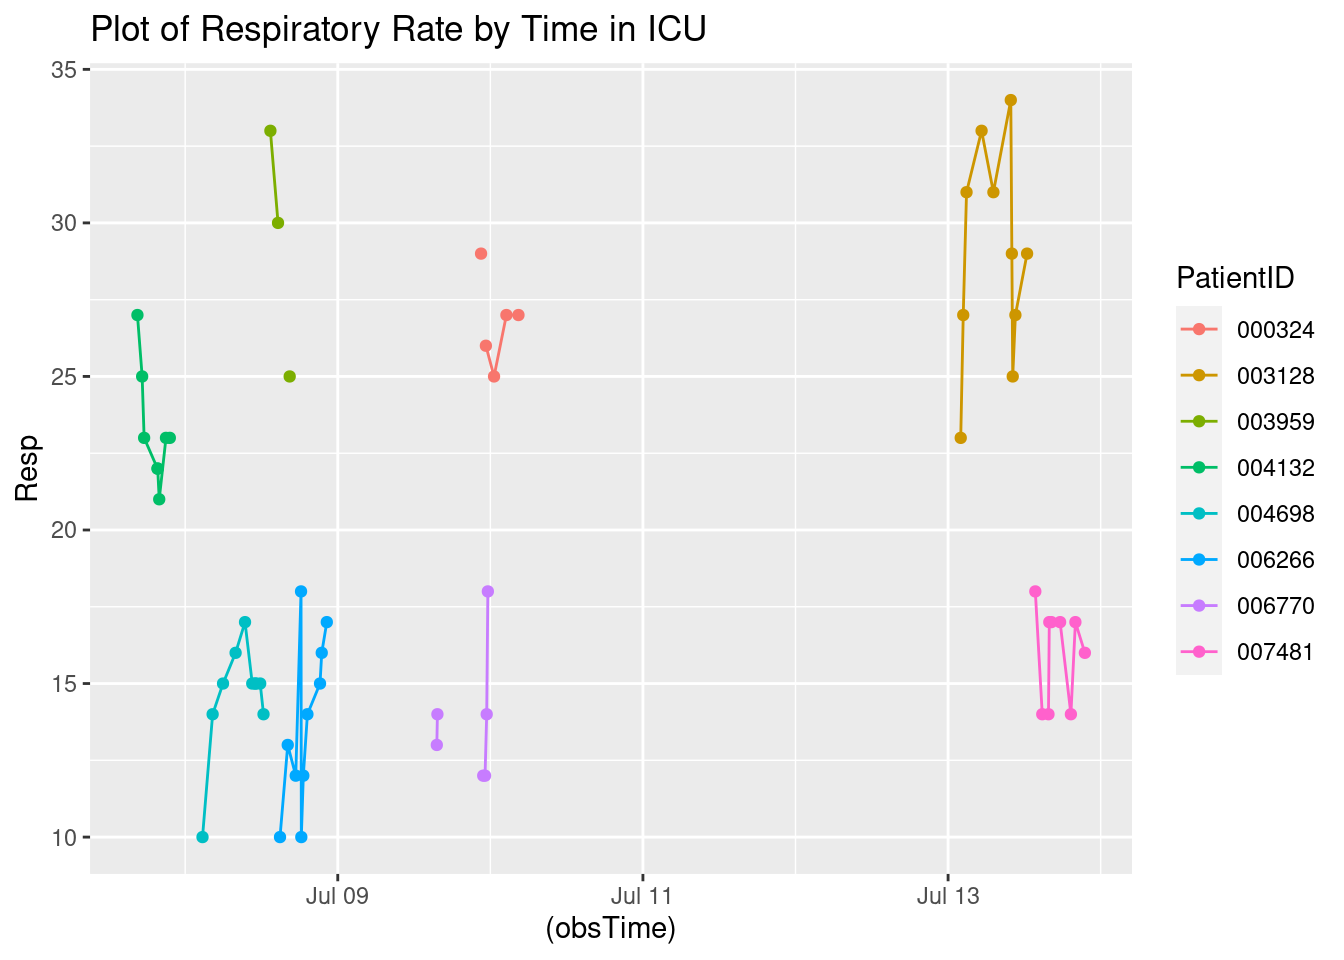 Plot of Respiratory Rate by Time in ICU
35
30
25
20
15
10
Resp
Jul 09
Jul 11
Jul 13
(obsTime)
PatientID
000324
003128
003959
004132
004698
006266
006770
007481